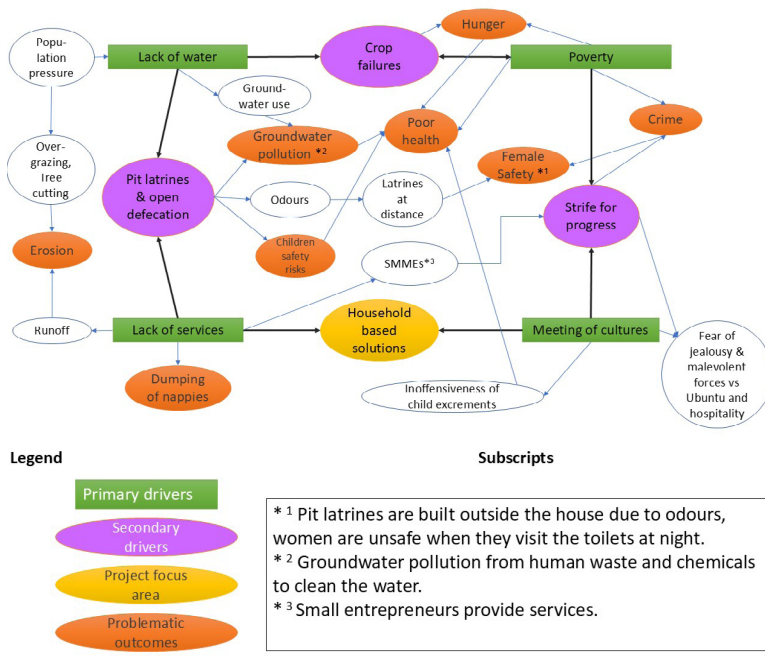 Popu-
lation
pressure
Lack of water
Crop
failures
Hunger
Poverty
Ground-
water use
Groundwater
pollution *2
Poor
health
Crime
Over-
grazing,
Tree
cutting
Pit latrines
& open
defecation
Odours
Latrines
at
distance
Female
Safety *1
Strife for
progress
Erosion
Children
safety
risks
SMMEs*3
Runoff
Lack of services
Household
based
solutions
Meeting of cultures
Fear of
jealousy &
malevolent
forces vs
Ubuntu and
hospitality
Dumping
of nappies
Inoffensiveness of
child excrements
Legend
Subscripts
Primary drivers
Secondary
drivers
Project focus
area
Problematic
outcomes
* 1 Pit latrines are built outside the house due to odours,
women are unsafe when they visit the toilets at night.
* 2 Groundwater pollution from human waste and chemicals
to clean the water.
* 3 Small entrepreneurs provide services.